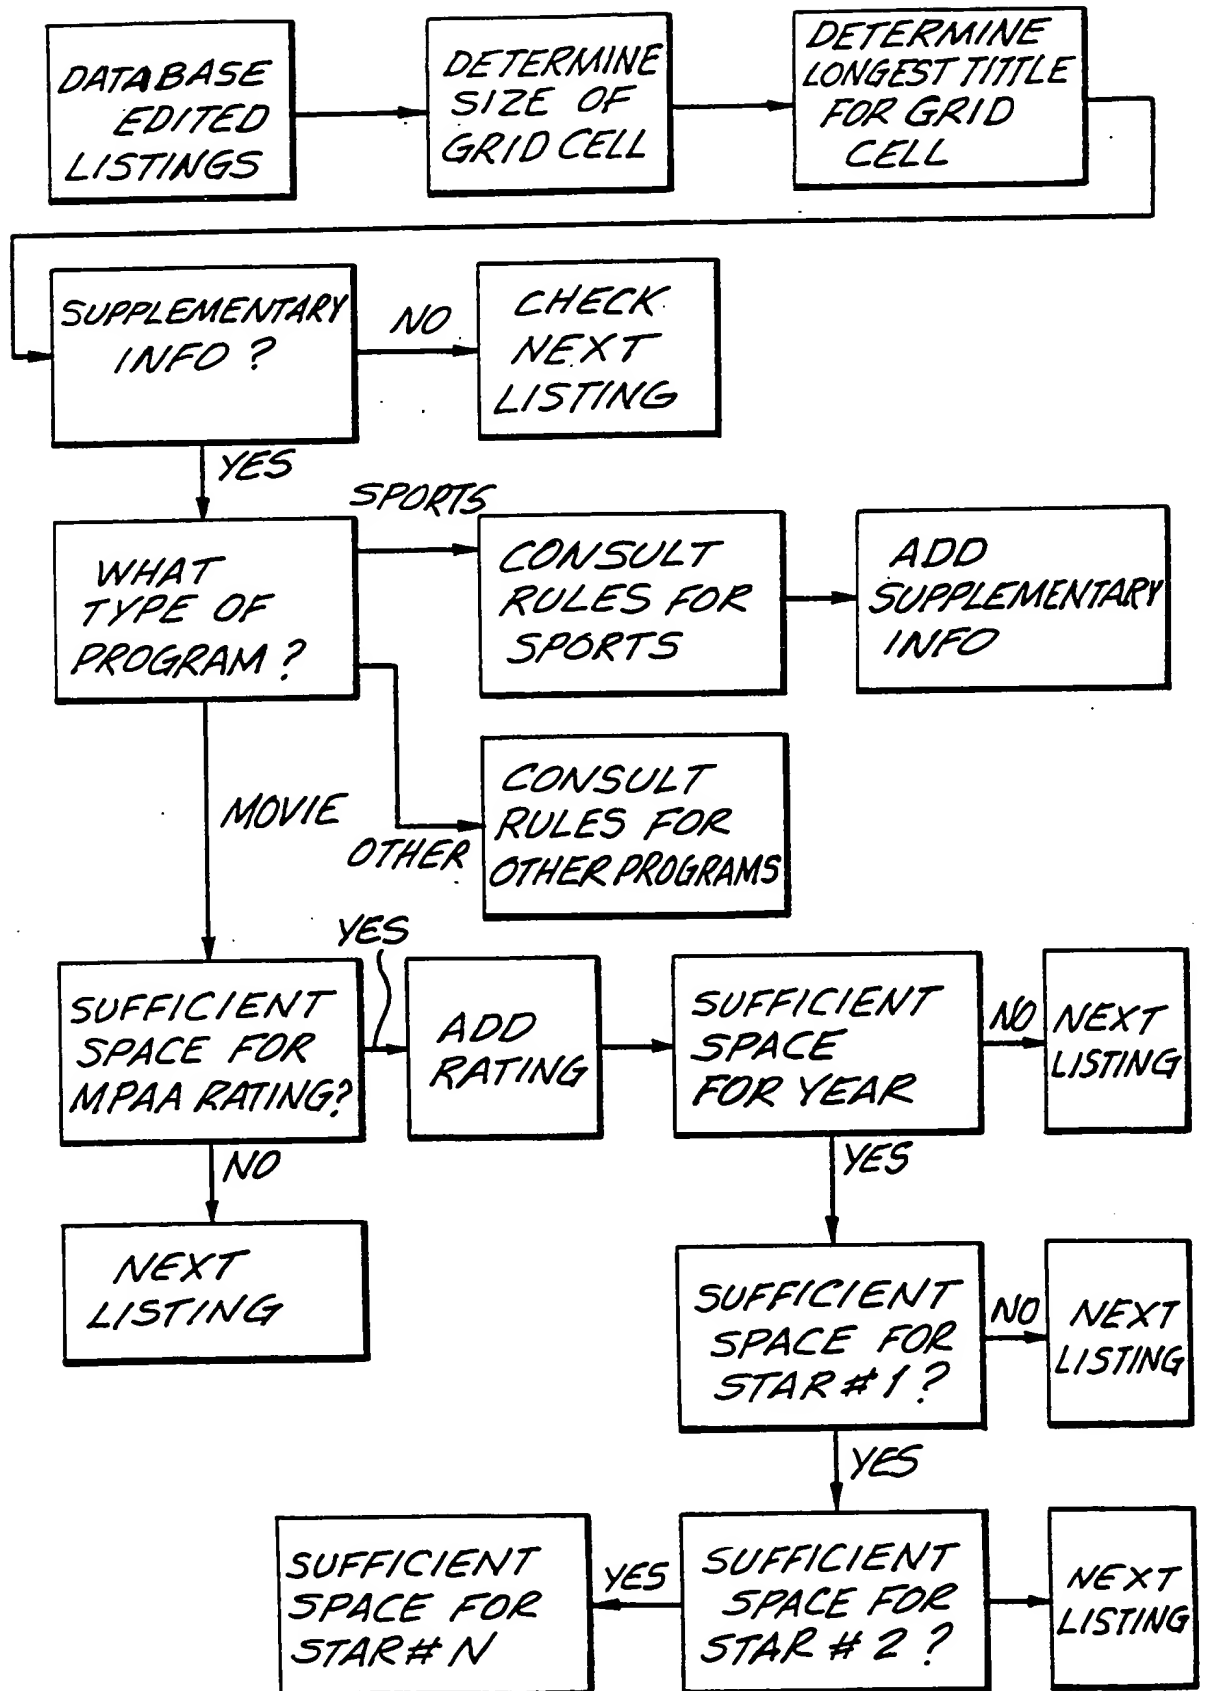 DATABASE
EDITED
LISTINGS
DETERMINE
SIZE OF
GRID CELL
DETERMINE
LONGEST TITTLE
FOR GRID
CELL
SUPPLEMENTARY
INFO?
NO
CHECK
NEXT
LISTING
YES
WHAT
TYPE OF
PROGRAM?
SPORTS
CONSULT
RULES FOR
SPORTS
ADD
SUPPLEMENTARY
INFO
OTHER
CONSULT
RULES FOR
OTHER PROGRAMS
MOVIE
SUFFICIENT
SPACE FOR
MPAA RATING?
YES
ADD
RATING
SUFFICIENT
SPACE
FOR YEAR
NO
NEXT
LISTING
NO
NEXT
LISTING
YES
SUFFICIENT
SPACE FOR
STAR #1?
NO
NEXT
LISTING
YES
SUFFICIENT
SPACE FOR
STAR #2?
NEXT
LISTING
YES
SUFFICIENT
SPACE FOR
STAR# N